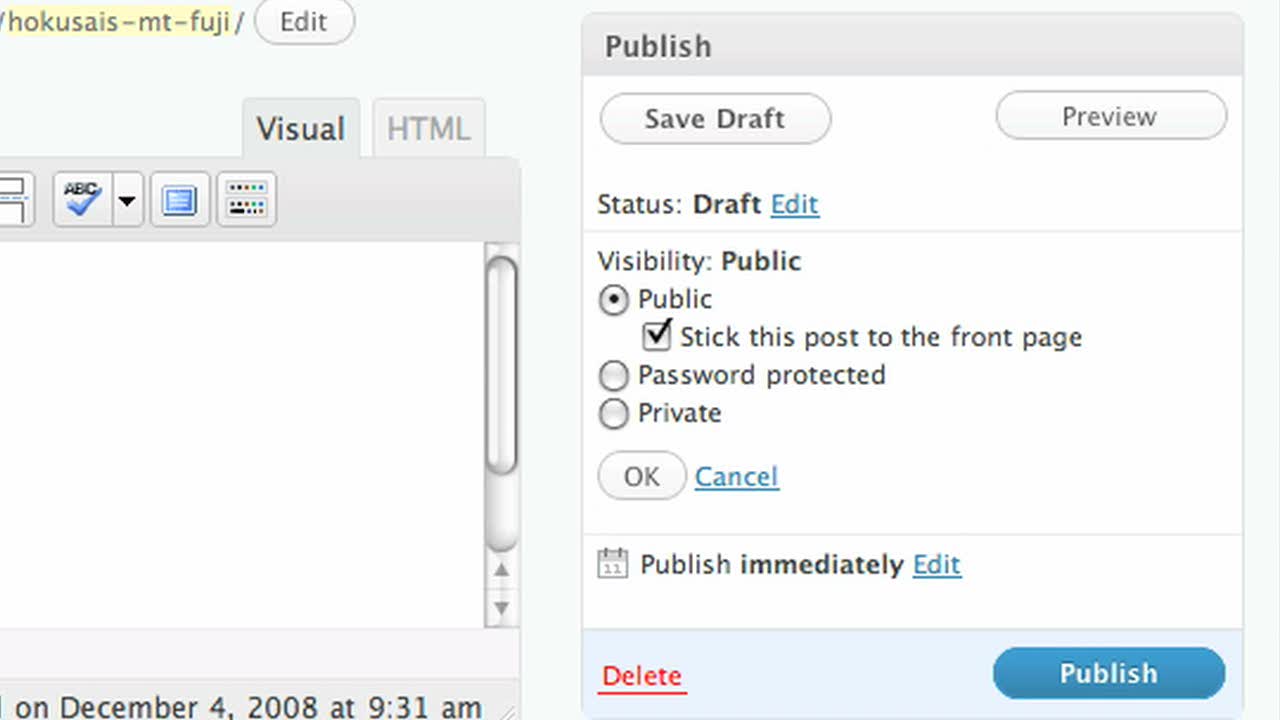 /hokusais-mt-fuji/ Edit
Visual HTML
ABC
on December 4, 2008 at 9:31 am
Publish
Save Draft Preview
Status: Draft Edit
Visibility: Public
Public
Stick this post to the front page
Password protected
Private
OK Cancel
11 Publish immediately Edit
Delete Publish